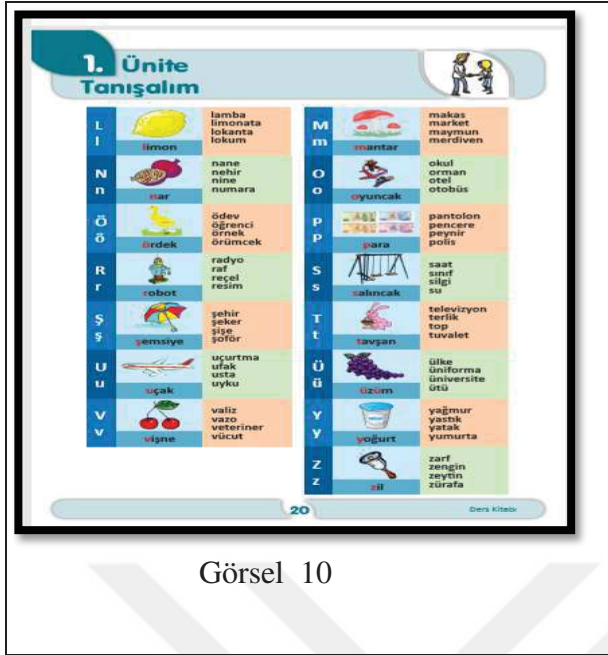 1. Ünite
Tanışalım
L l
limon
lamba
limonata
lokanta
lokum
N n
nar
nane
nehir
nine
numara
Ö ö
ördek
ödev
öğrenci
örnek
örümcek
R r
robot
radyo
raf
reçel
resim
Ş ş
şemsiye
şehir
şeker
şişe
şoför
U u
uçak
uçurtma
ufak
usta
uyku
V v
vişne
valiz
vazo
veteriner
vücut
M m
mantar
makas
market
maymun
merdiven
O o
oyuncak
okul
orman
otel
otobüs
P p
para
pantolon
pencere
peynir
polis
S s
salıncak
saat
sınıf
silgi
su
T t
tavşan
televizyon
terlik
top
tuvalet
Ü ü
üzüm
ülke
üniforma
üniversite
ütü
Y y
yoğurt
yağmur
yastık
yatak
yumurta
Z z
zil
zarf
zengin
zeytin
zürafa
20
Ders Kitabı
Görsel 10